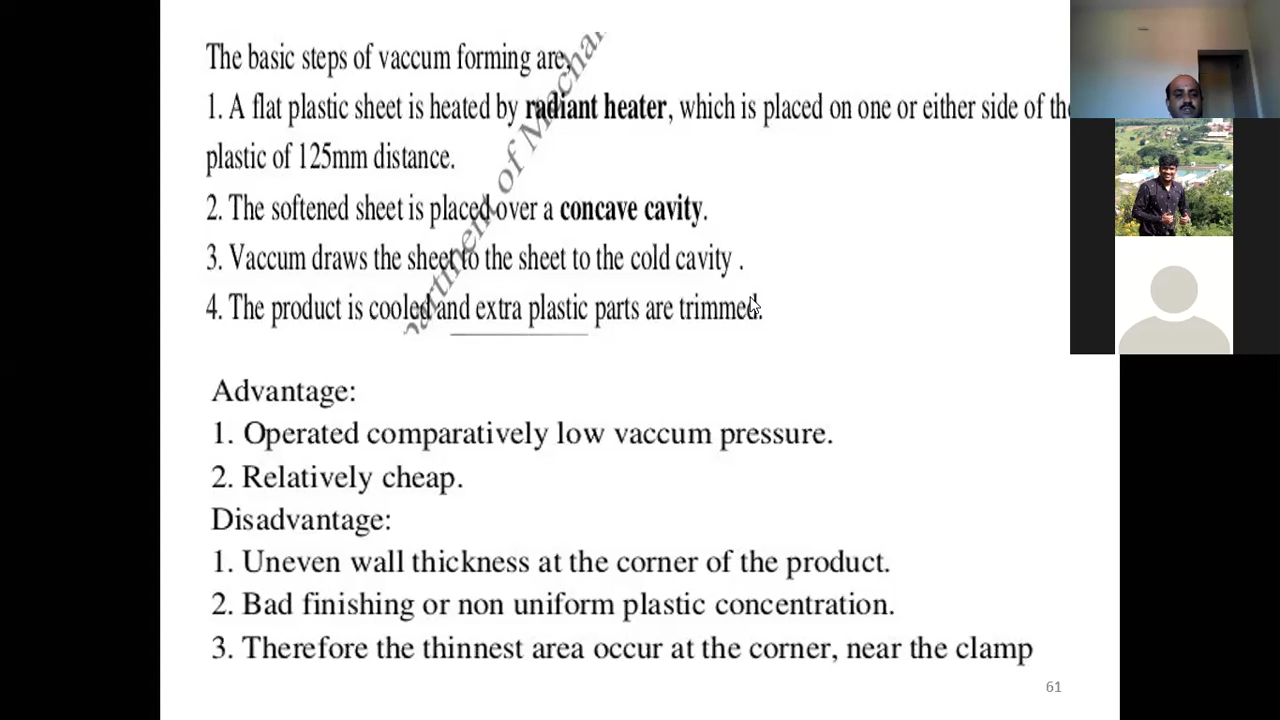 The basic steps of vaccum forming are,
1. A flat plastic sheet is heated by radiant heater, which is placed on one or either side of the
plastic of 125mm distance.
2. The softened sheet is placed over a concave cavity.
3. Vaccum draws the sheet to the sheet to the cold cavity .
4. The product is cooled and extra plastic parts are trimmed.
artment of Mechan
Advantage:
1. Operated comparatively low vaccum pressure.
2. Relatively cheap.
Disadvantage:
1. Uneven wall thickness at the corner of the product.
2. Bad finishing or non uniform plastic concentration.
3. Therefore the thinnest area occur at the corner, near the clamp
61